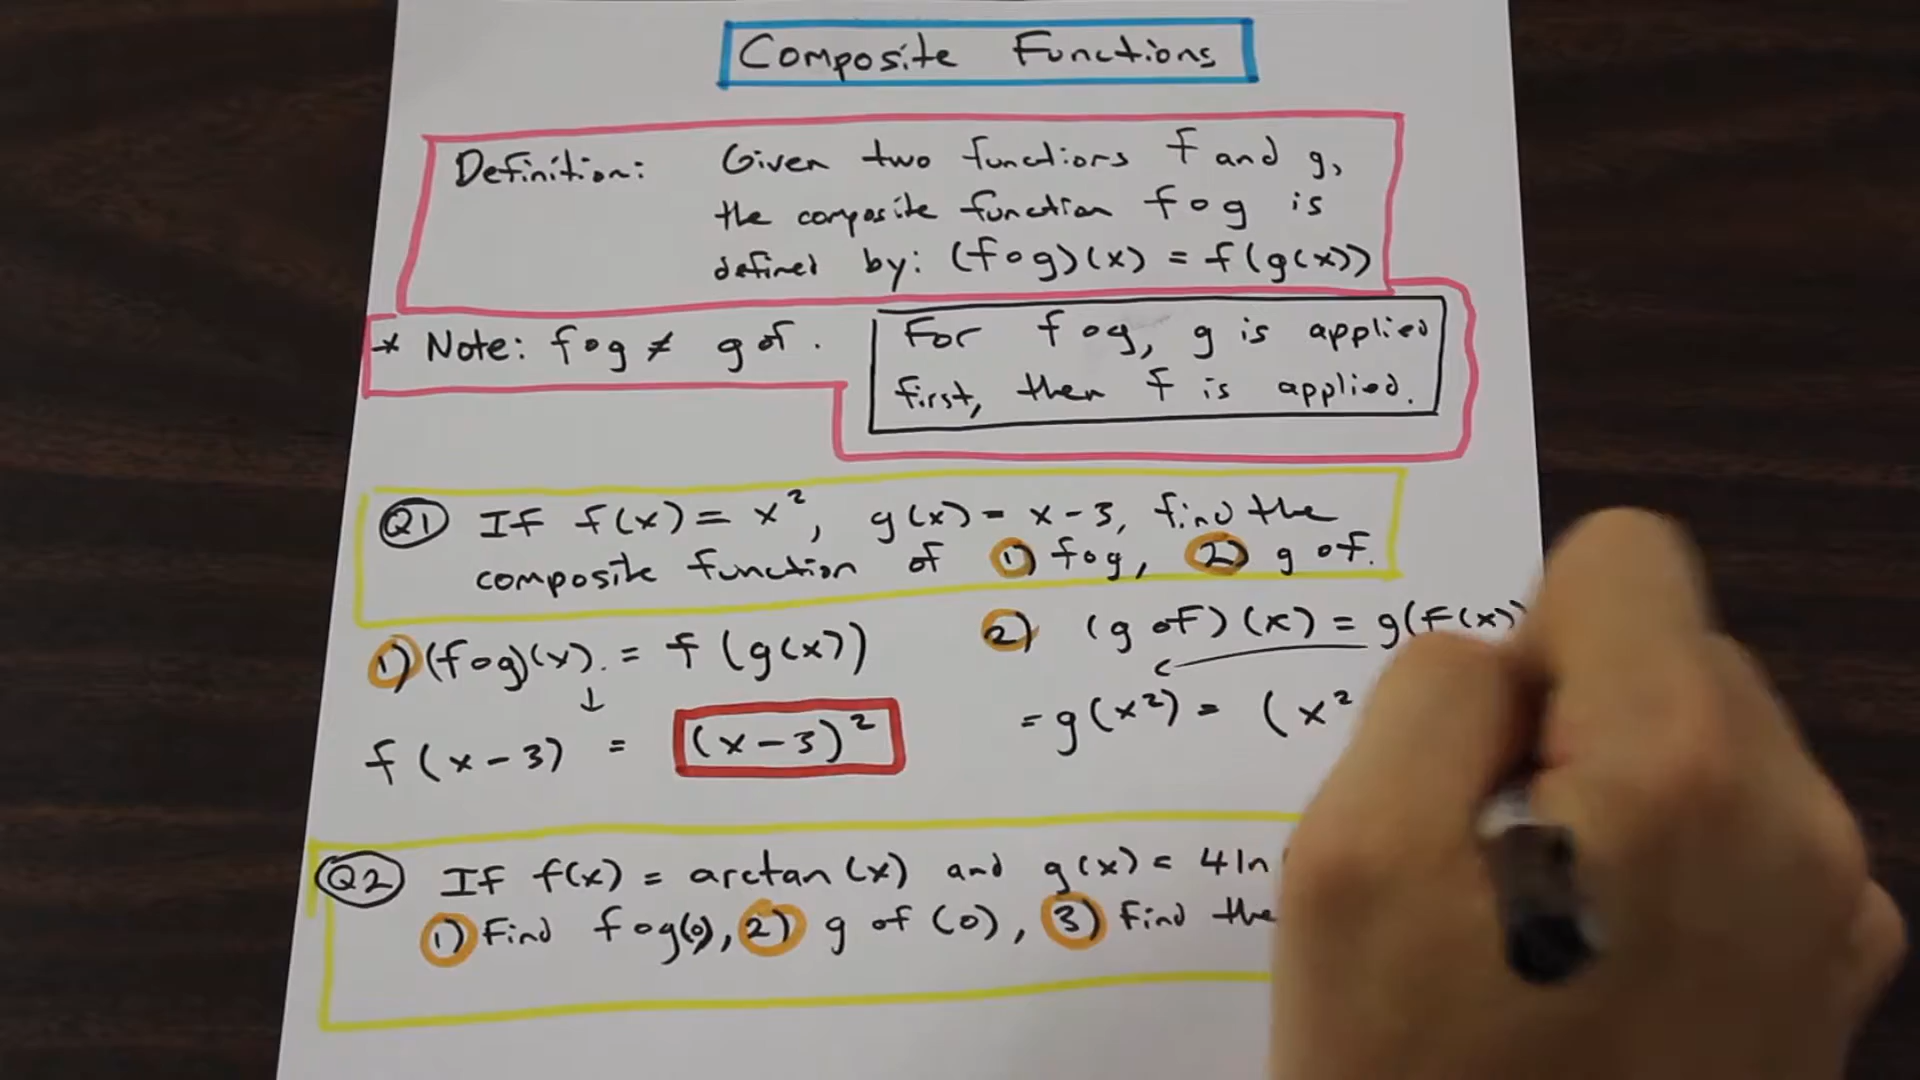 Composite Functions
Definition: Given two functions f and g,
the composite function f o g is
defined by: (f o g)(x) = f(g(x))
* Note: f o g ≠ g o f.
For f o g, g is applied
first, then f is applied.
Q1 If f(x) = x², g(x) = x - 3, find the
composite function of 1) f o g, 2) g o f.
1) (f o g)(x). = f(g(x))
↓
f(x - 3) = (x - 3)²
2) (g o f)(x) = g(f(x))
= g(x²) = (x²
Q2 If f(x) = arctan(x) and g(x) = 4ln
1) Find f o g(0), 2) g o f (0), 3) Find the